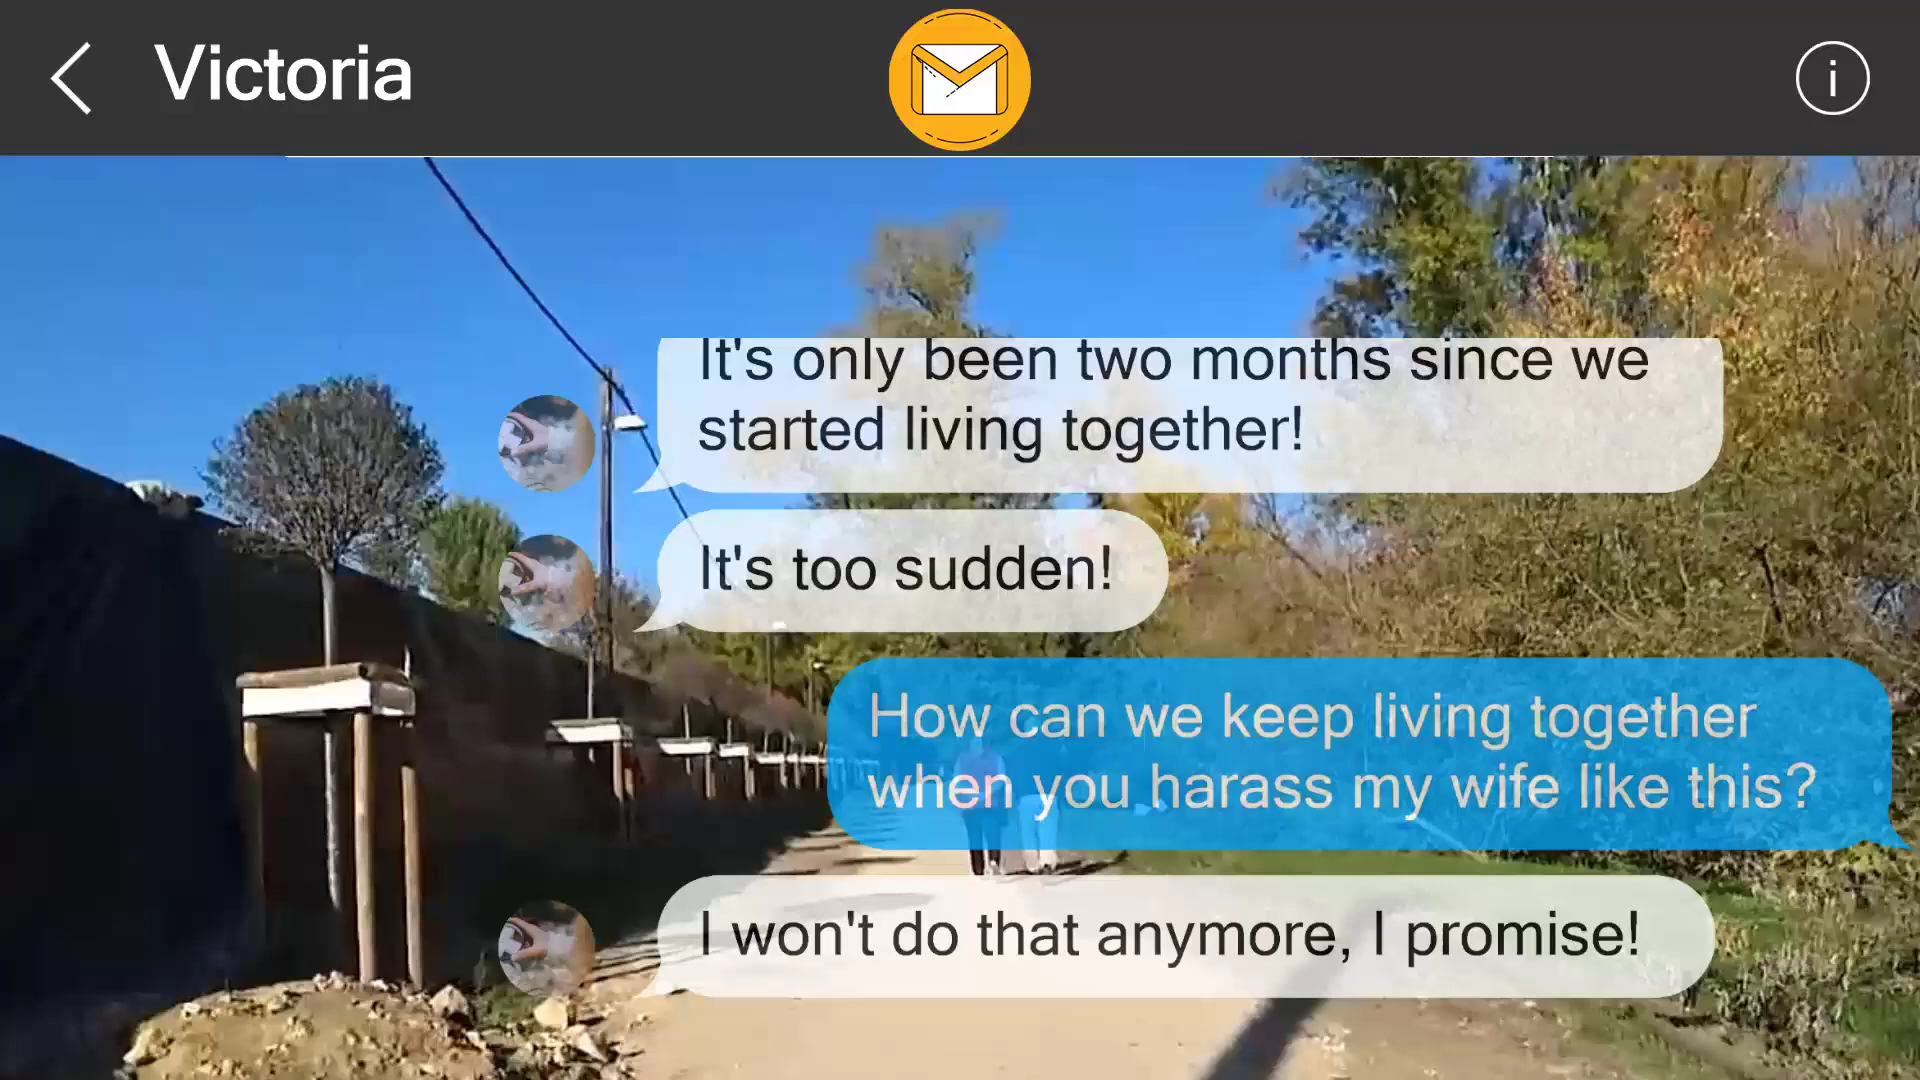 Victoria
It's only been two months since we
started living together!
It's too sudden!
How can we keep living together
when you harass my wife like this?
I won't do that anymore, I promise!